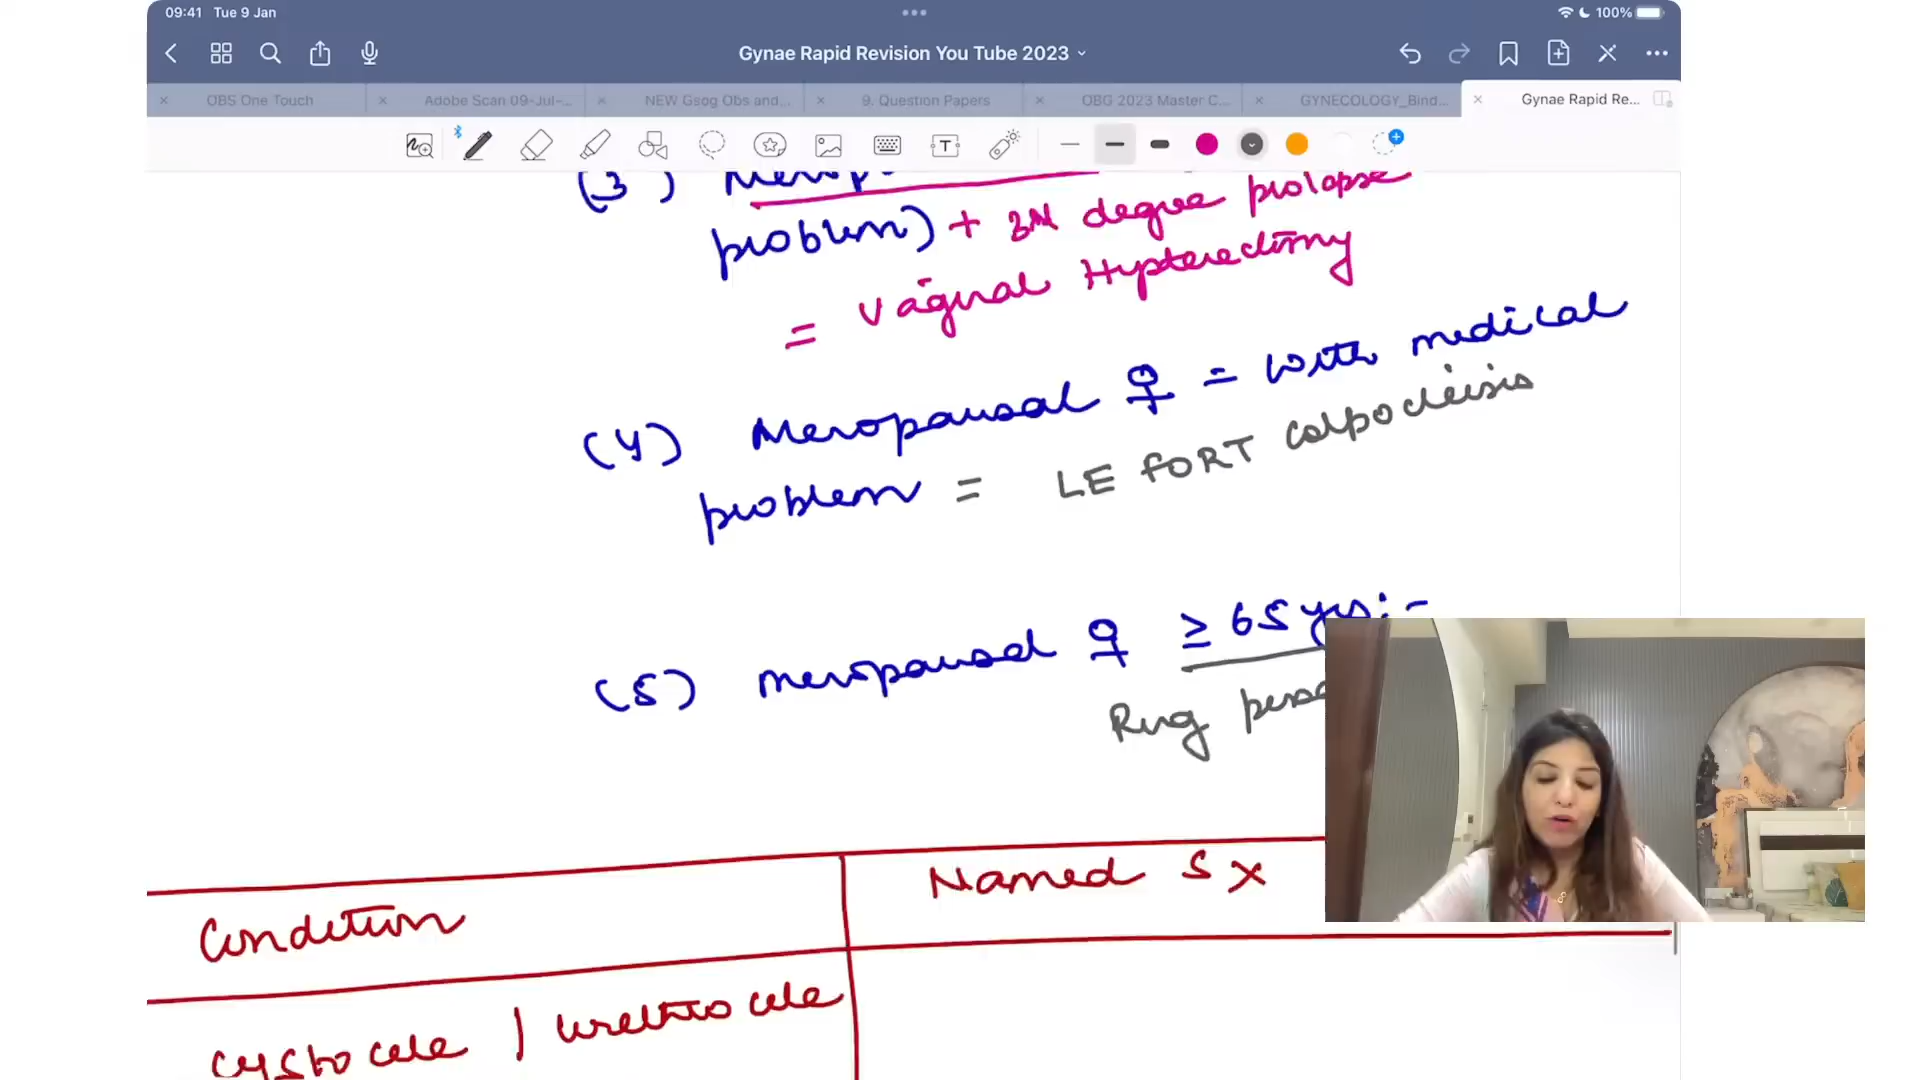 09:41 Tue 9 Jan
100%
Gynae Rapid Revision You Tube 2023
OBS One Touch
Adobe Scan 09-Jul-...
NEW Gsog Obs and...
9. Question Papers
OBG 2023 Master C...
GYNECOLOGY_Bind...
Gynae Rapid Re...
(3)
problem) + 3rd degree prolapse
= Vaginal Hysterectomy
(4) Menopausal ♀ = with medical
problem = LE FORT colpocleisis
(5) menopausal ♀ ≥ 65 yrs:-
Ring
Condition
Named Sx
cystocele / urethrocele